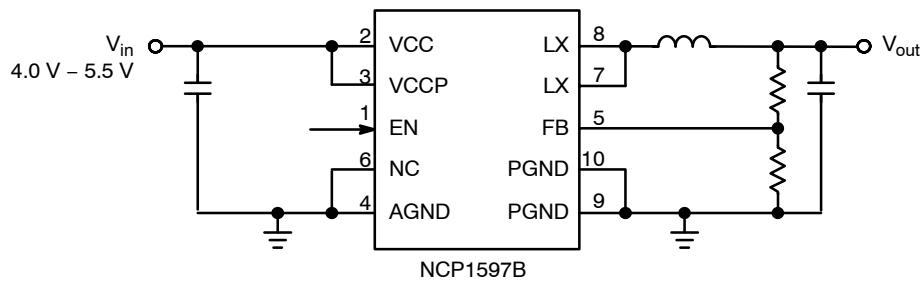 Vin
4.0 V – 5.5 V
2 VCC
3 VCCP
1 EN
6 NC
4 AGND
LX 8
LX 7
FB 5
PGND 10
PGND 9
Vout
NCP1597B